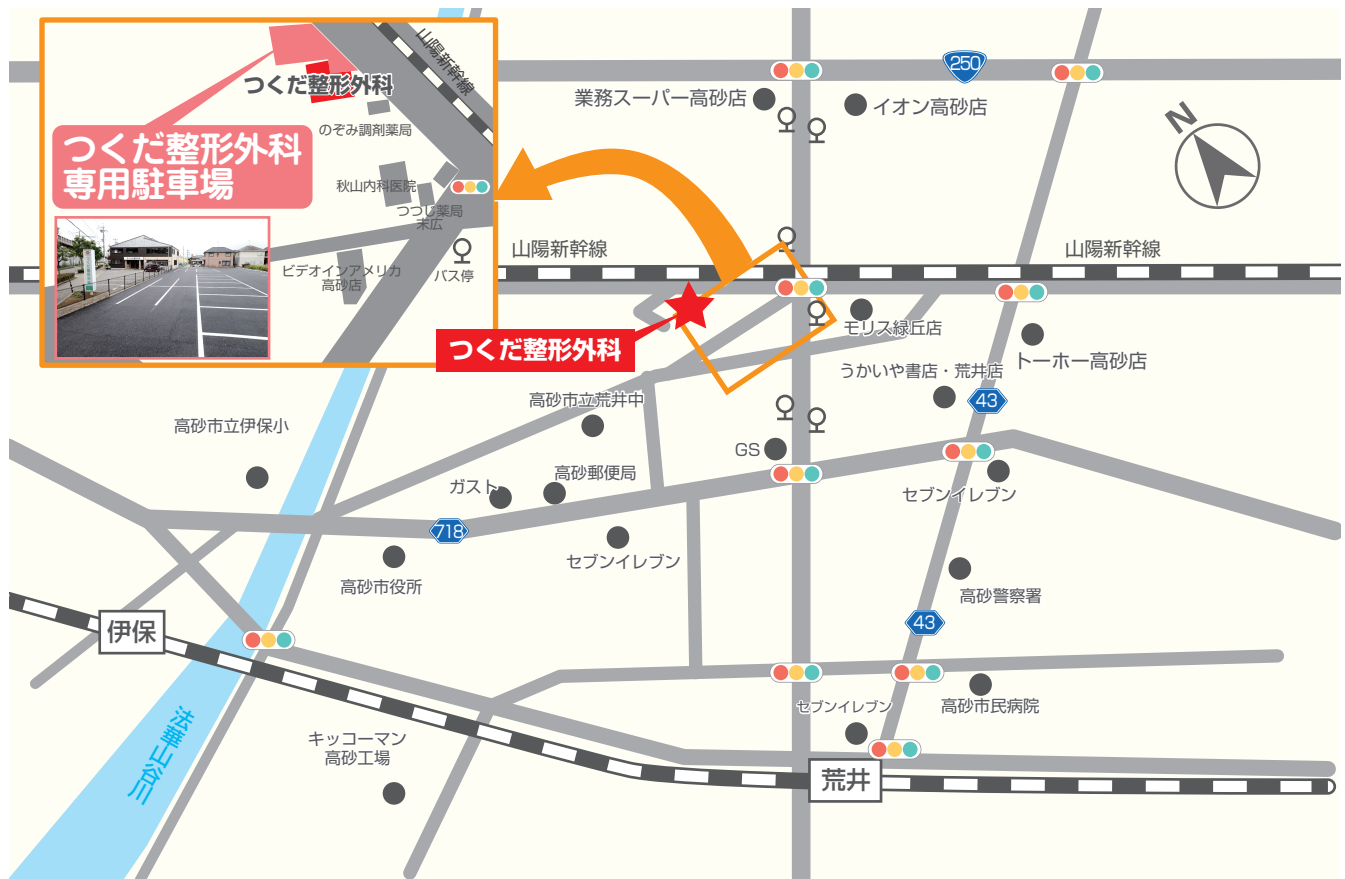 山陽新幹線
つくだ整形外科
のぞみ調剤薬局
つくだ整形外科
専用駐車場
秋山内科医院
つつじ薬局
末広
ビデオインアメリカ
高砂店
バス停
250
業務スーパー高砂店
イオン高砂店
N
山陽新幹線
山陽新幹線
つくだ整形外科
モリス緑丘店
トーホー高砂店
うかいや書店・荒井店
43
高砂市立荒井中
高砂市立伊保小
GS
高砂郵便局
ガスト
セブンイレブン
718
セブンイレブン
高砂市役所
高砂警察署
43
伊保
セブンイレブン
高砂市民病院
法華山谷川
キッコーマン
高砂工場
荒井